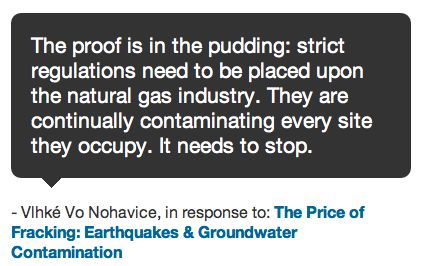 The proof is in the pudding: strict
regulations need to be placed upon
the natural gas industry. They are
continually contaminating every site
they occupy. It needs to stop.
- Vlhké Vo Nohavice, in response to: The Price of
Fracking: Earthquakes & Groundwater
Contamination